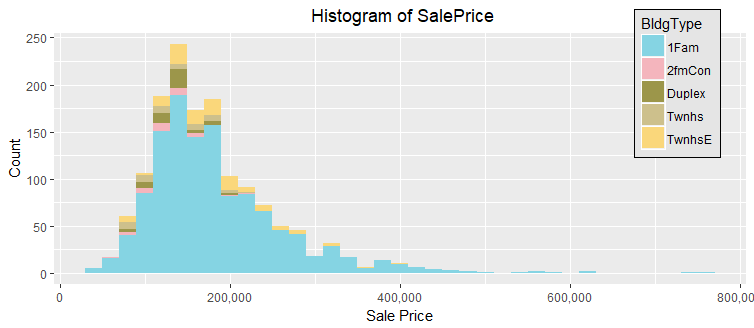 Histogram of SalePrice
BldgType
1Fam
2fmCon
Duplex
Twnhs
TwnhsE
250
200
150
100
50
0
Count
0
200,000
400,000
600,000
800,00
Sale Price